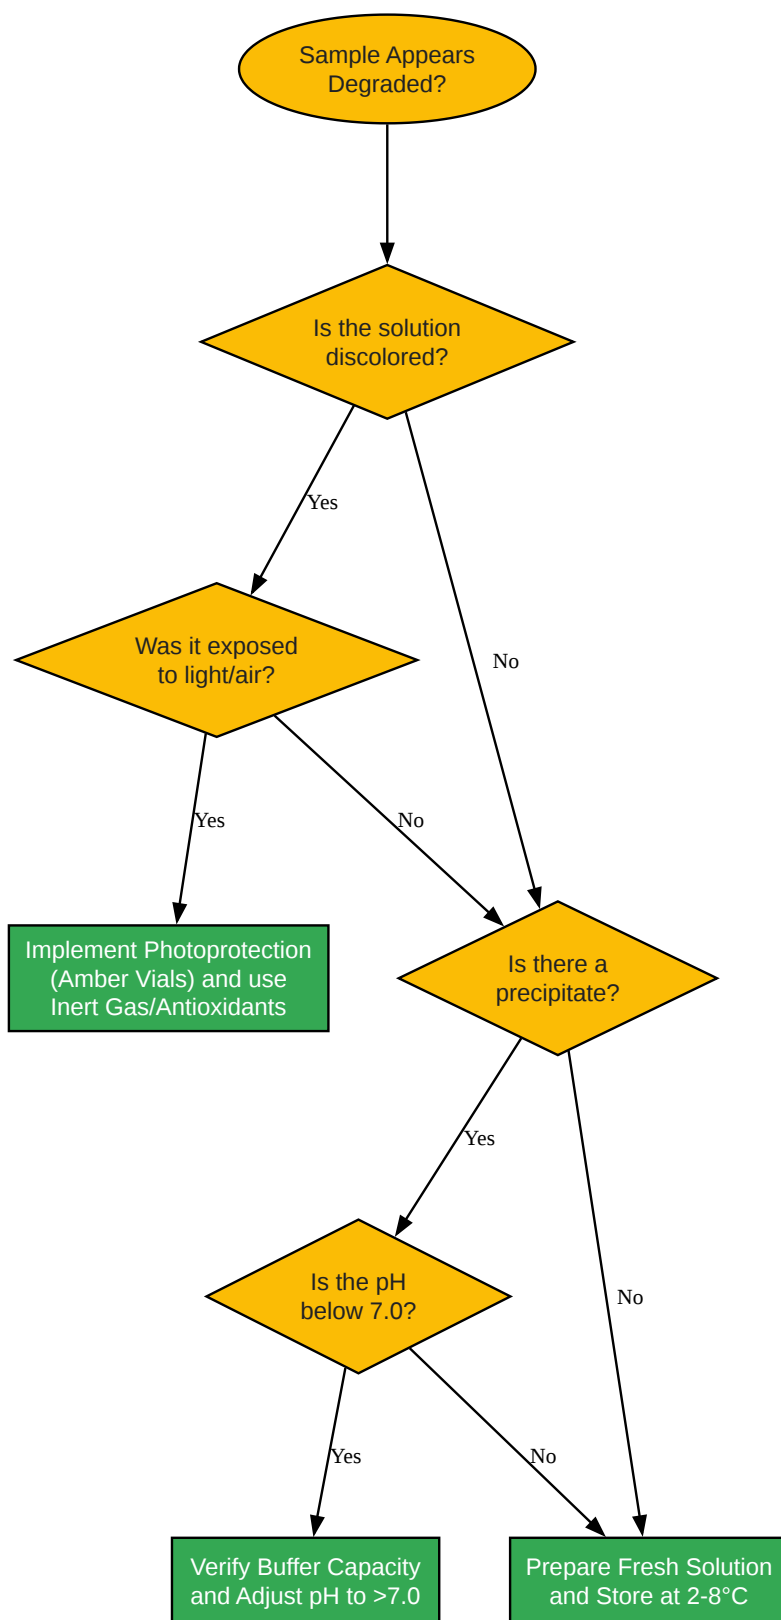 Sample Appears
Degraded?
Is the solution
discolored?
Yes
Was it exposed
to light/air?
No
Yes
No
Implement Photoprotection
(Amber Vials) and use
Inert Gas/Antioxidants
Is there a
precipitate?
Yes
Is the pH
below 7.0?
No
Yes
No
Verify Buffer Capacity
and Adjust pH to >7.0
Prepare Fresh Solution
and Store at 2-8°C